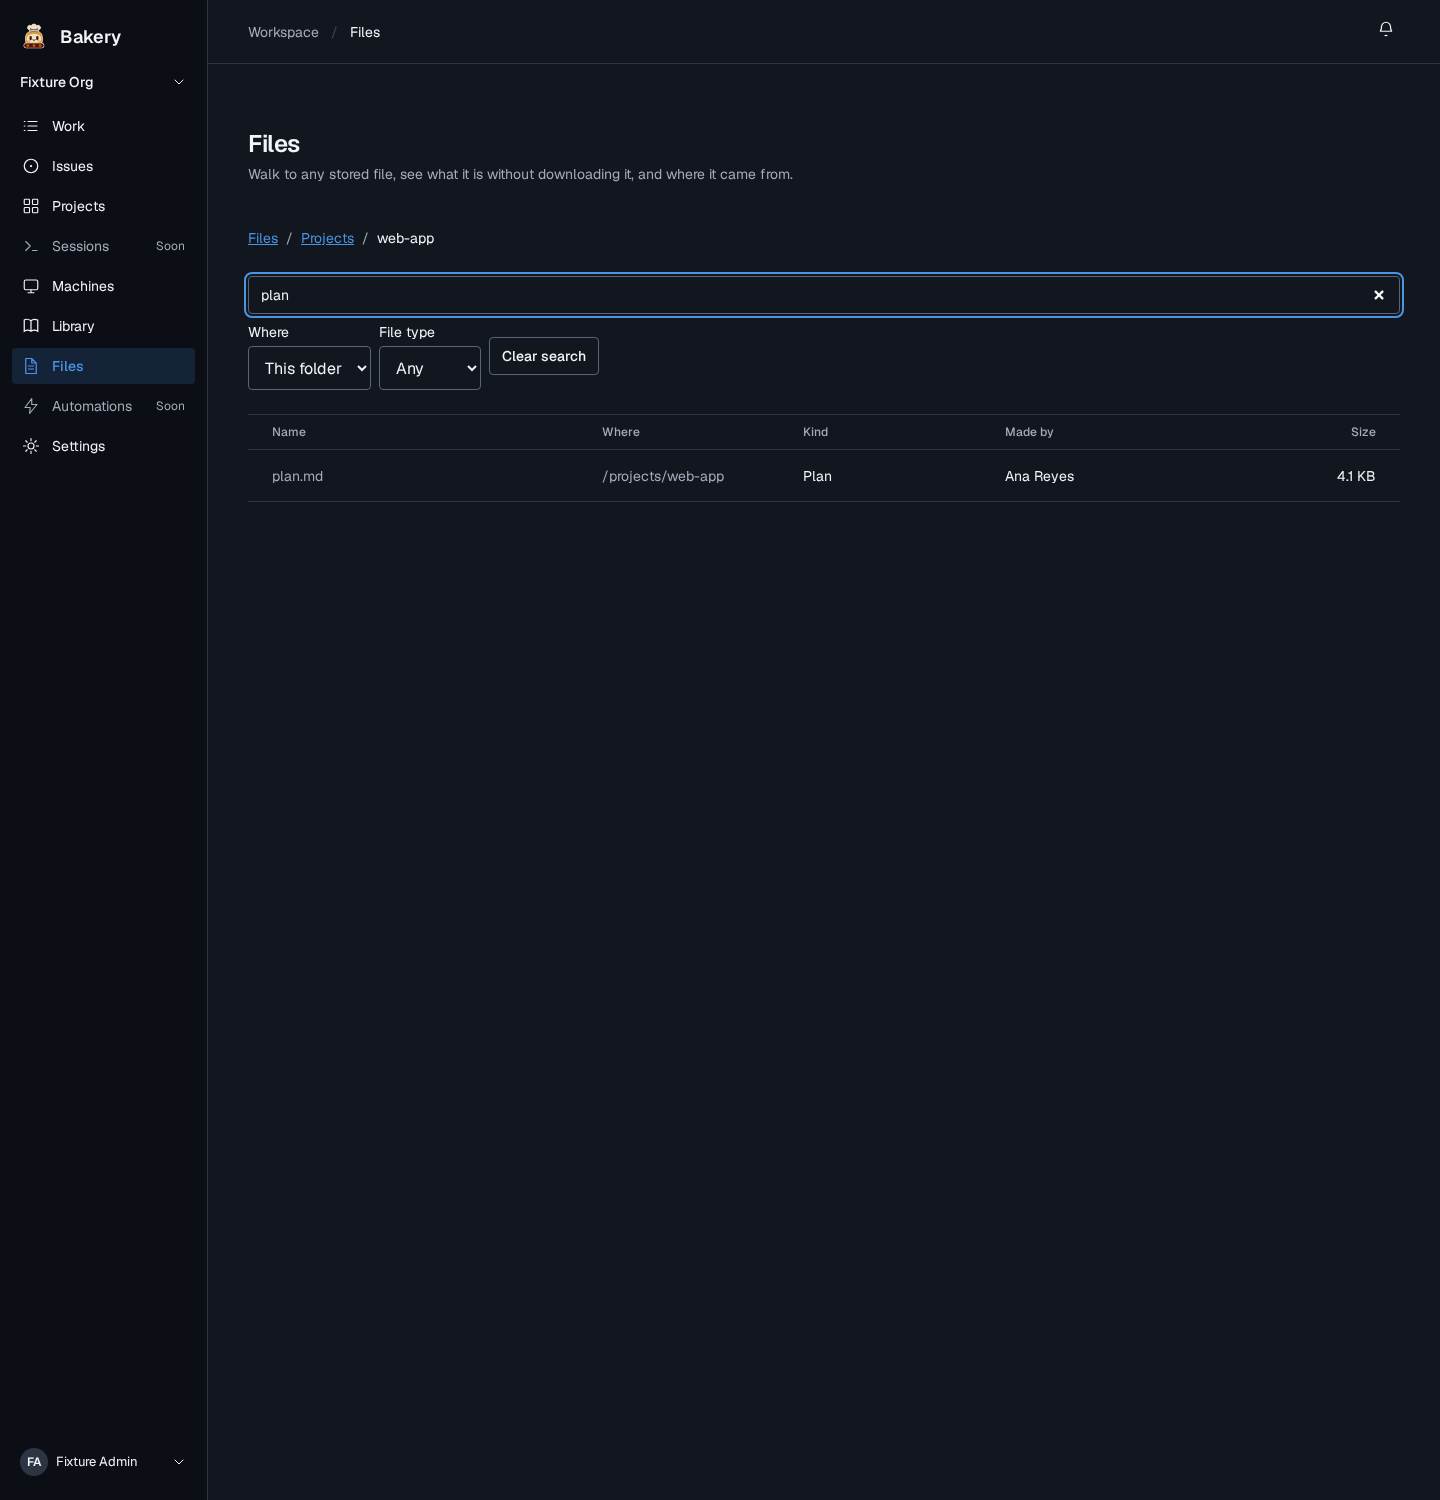 Bakery
Fixture Org
Work
Issues
Projects
Sessions Soon
Machines
Library
Files
Automations Soon
Settings
FA Fixture Admin
Workspace / Files
Files
Walk to any stored file, see what it is without downloading it, and where it came from.
Files / Projects / web-app
plan
Where File type
This folder Any Clear search
Name Where Kind Made by Size
plan.md /projects/web-app Plan Ana Reyes 4.1 KB